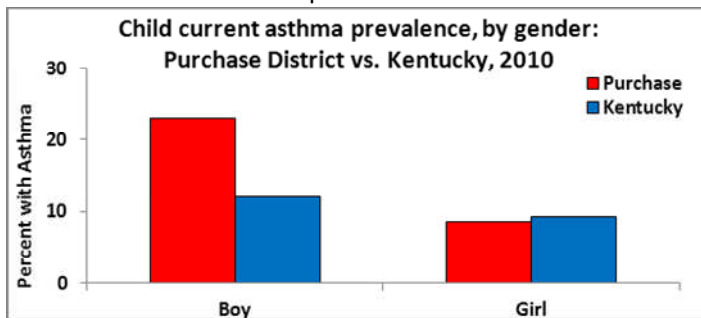 Child current asthma prevalence, by gender:
Purchase District vs. Kentucky, 2010
Percent with Asthma
30
20
10
0
Purchase
Kentucky
Boy
Girl